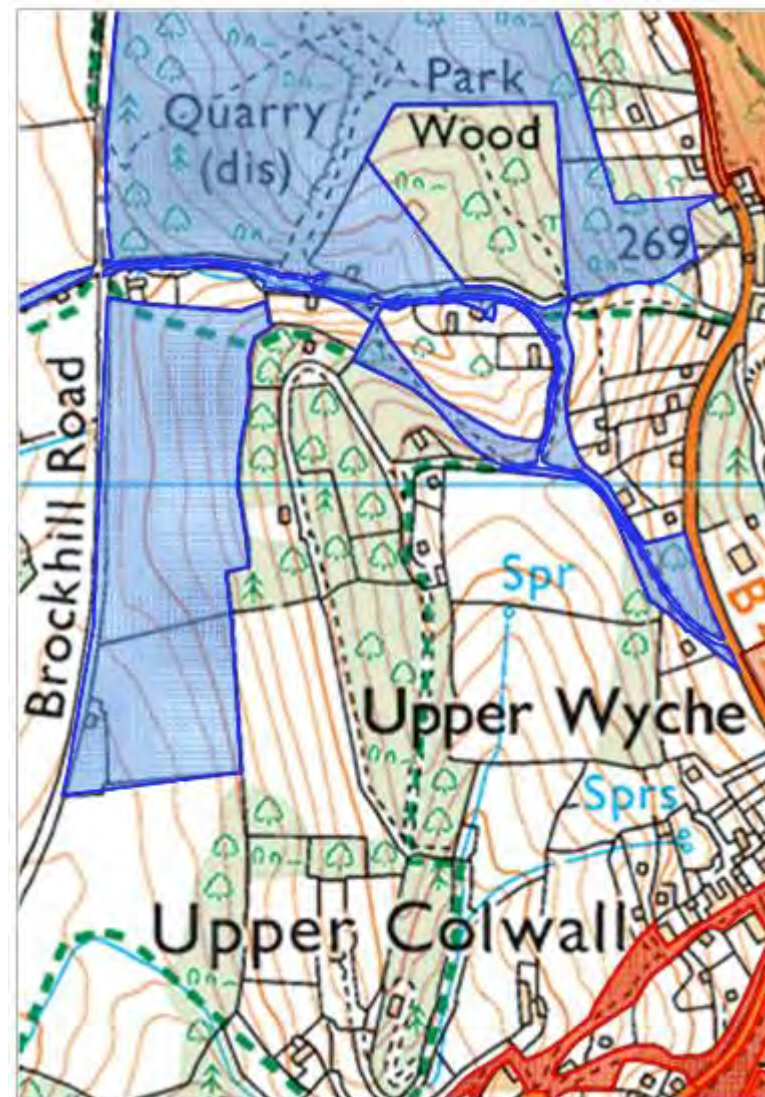 Park
Quarry
(dis)
Wood
269
Brockhill Road
Spr
B
Upper Wyche
Sprs
Upper Colwall